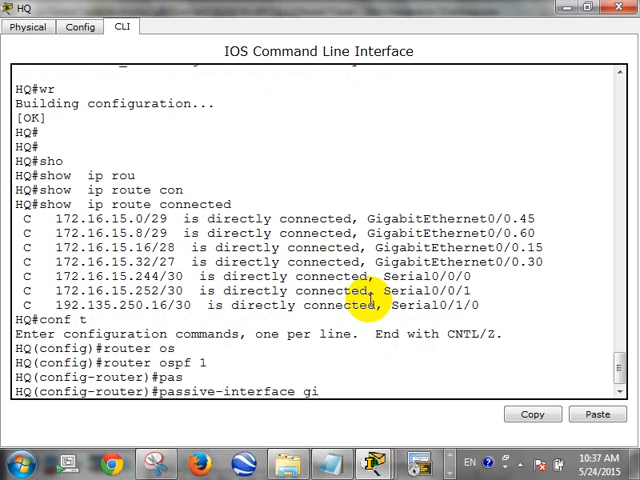 HQ
Physical Config CLI
IOS Command Line Interface
HQ#wr
Building configuration...
[OK]
HQ#
HQ#
HQ#sho
HQ#show ip rou
HQ#show ip route con
HQ#show ip route connected
C 172.16.15.0/29 is directly connected, GigabitEthernet0/0.45
C 172.16.15.8/29 is directly connected, GigabitEthernet0/0.60
C 172.16.15.16/28 is directly connected, GigabitEthernet0/0.15
C 172.16.15.32/27 is directly connected, GigabitEthernet0/0.30
C 172.16.15.244/30 is directly connected, Serial0/0/0
C 172.16.15.252/30 is directly connected, Serial0/0/1
C 192.135.250.16/30 is directly connected, Serial0/1/0
HQ#conf t
Enter configuration commands, one per line. End with CNTL/Z.
HQ(config)#router os
HQ(config)#router ospf 1
HQ(config-router)#pas
HQ(config-router)#passive-interface gi
Copy Paste
EN
10:37 AM
5/24/2015